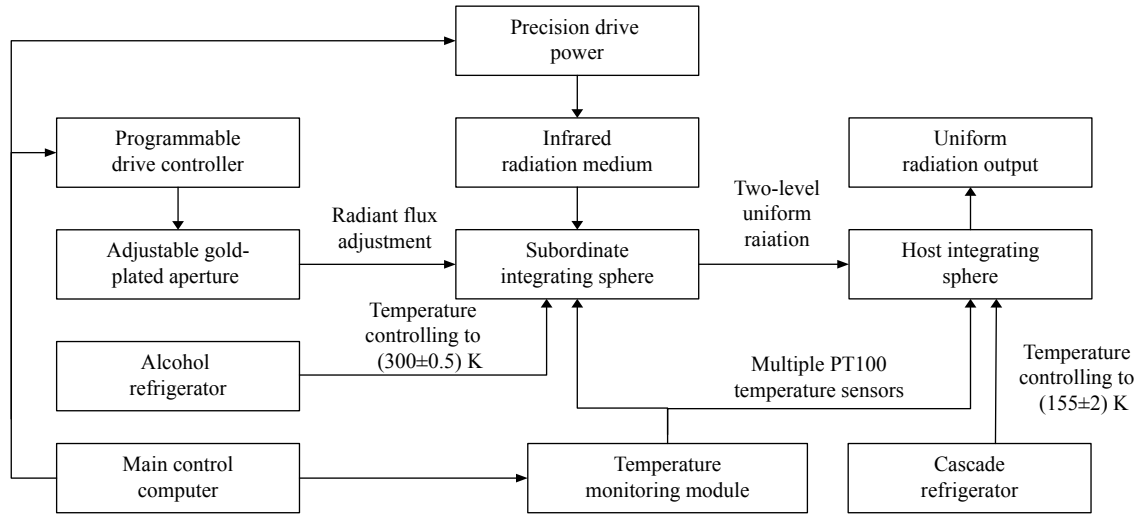 Precision drive
power
Programmable
drive controller
Infrared
radiation medium
Uniform
radiation output
Two-level
uniform
raiation
Radiant flux
adjustment
Adjustable gold-
plated aperture
Subordinate
integrating sphere
Host integrating
sphere
Temperature
controlling to
(300±0.5) K
Alcohol
refrigerator
Multiple PT100
temperature sensors
Temperature
controlling to
(155±2) K
Main control
computer
Temperature
monitoring module
Cascade
refrigerator